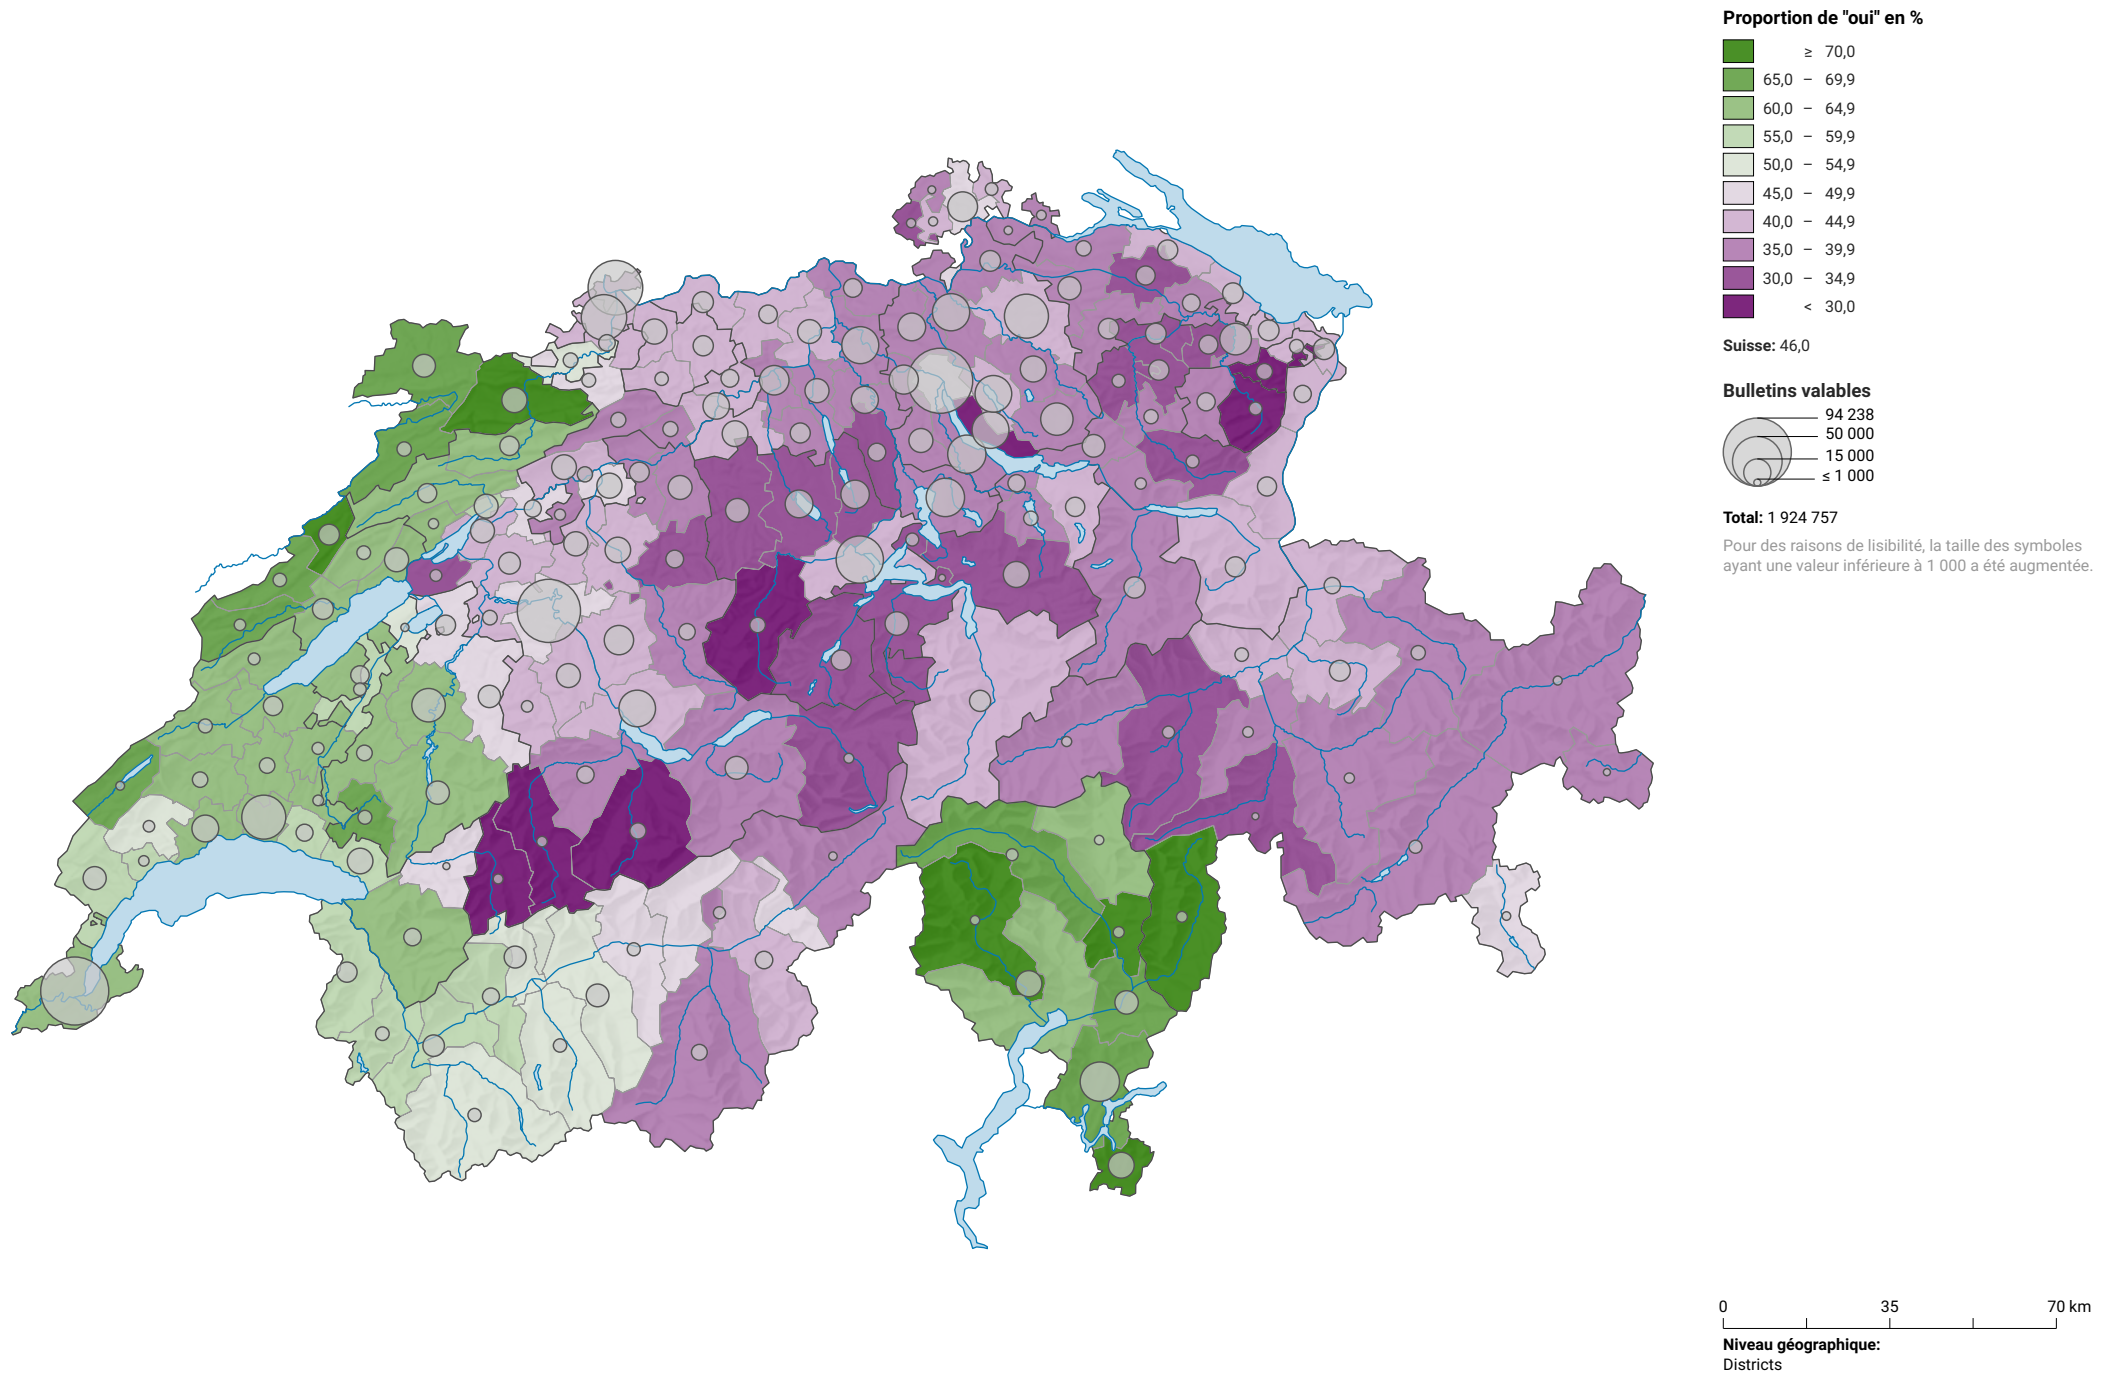 Proportion de "oui" en %
≥ 70,0
65,0 – 69,9
60,0 – 64,9
55,0 – 59,9
50,0 – 54,9
45,0 – 49,9
40,0 – 44,9
35,0 – 39,9
30,0 – 34,9
< 30,0
Suisse: 46,0
Bulletins valables
94 238
50 000
15 000
≤ 1 000
Total: 1 924 757
Pour des raisons de lisibilité, la taille des symboles
ayant une valeur inférieure à 1 000 a été augmentée.
0 35 70 km
Niveau géographique:
Districts